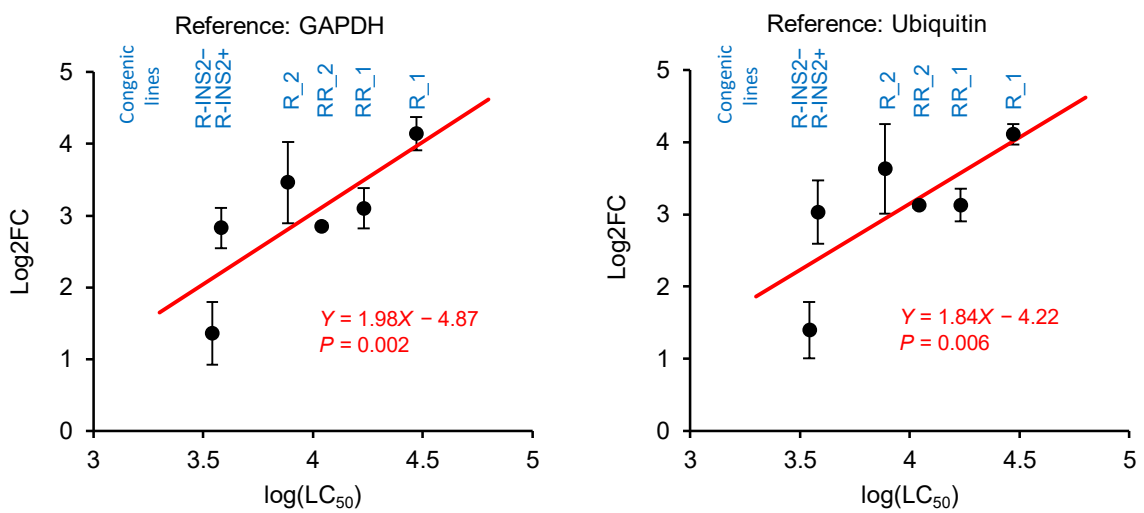 Reference: GAPDH
Congenic
lines
R-INS2−
R-INS2+
R_2
RR_2
RR_1
R_1
5
4
3
2
1
0
Log2FC
Y = 1.98X − 4.87
P = 0.002
3
3.5
4
4.5
5
log(LC50)
Reference: Ubiquitin
Congenic
lines
R-INS2−
R-INS2+
R_2
RR_2
RR_1
R_1
5
4
3
2
1
0
Log2FC
Y = 1.84X − 4.22
P = 0.006
3
3.5
4
4.5
5
log(LC50)